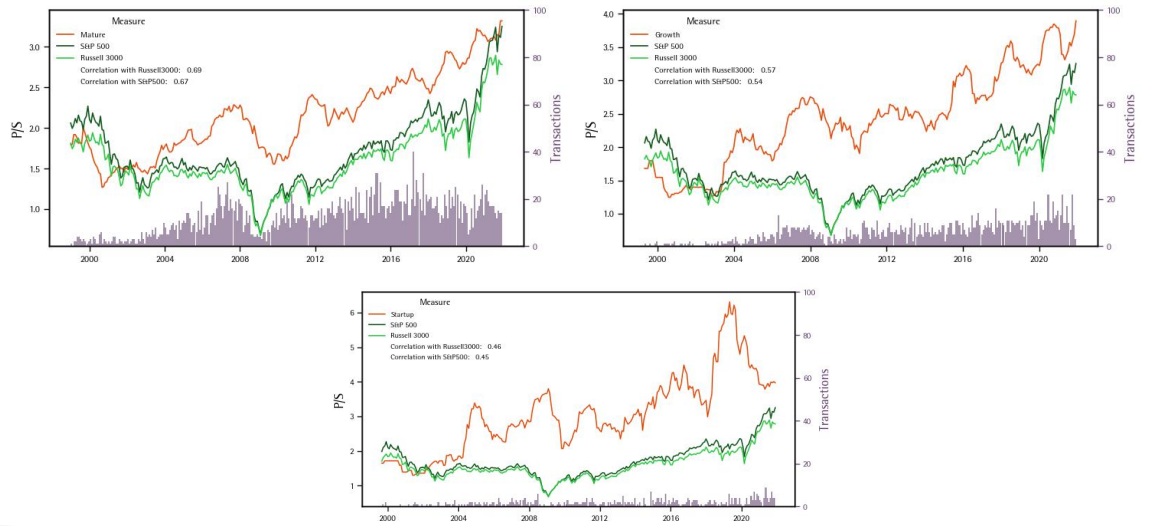 Measure
Mature
S&P 500
Russell 3000
Correlation with Russell3000: 0.69
Correlation with S&P500: 0.67
P/S
3.0
2.5
2.0
1.5
1.0
Transactions
100
80
60
40
20
0
2000 2004 2008 2012 2016 2020
Measure
Growth
S&P 500
Russell 3000
Correlation with Russell3000: 0.57
Correlation with S&P500: 0.54
P/S
4.0
3.5
3.0
2.5
2.0
1.5
1.0
Transactions
100
80
60
40
20
0
2000 2004 2008 2012 2016 2020
Measure
Startup
S&P 500
Russell 3000
Correlation with Russell3000: 0.46
Correlation with S&P500: 0.45
P/S
6
5
4
3
2
1
Transactions
100
80
60
40
20
0
2000 2004 2008 2012 2016 2020